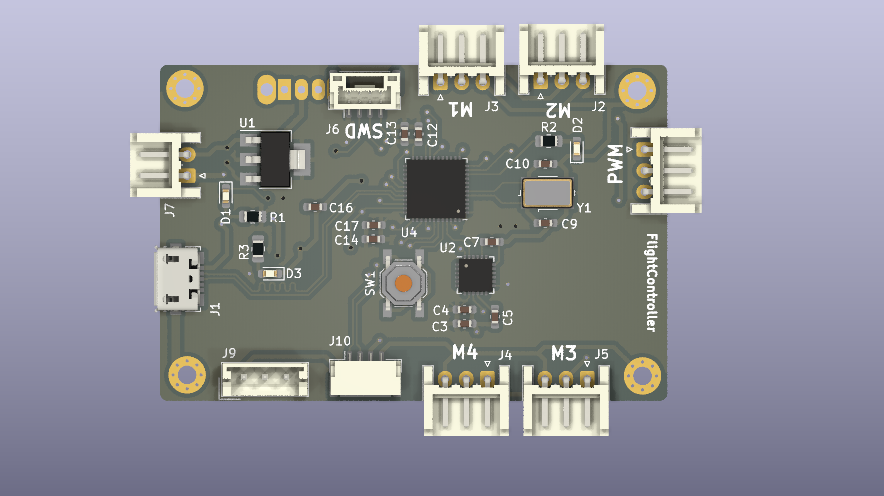 M1
J3
M2
J2
U1
J6
SWD
C13
C12
R2
D2
C10
PWM
J7
D1
R1
C16
C17
C14
U4
Y1
C9
R3
D3
U2
C7
SW1
J1
C4
C3
C5
FlightController
J9
J10
M4
J4
M3
J5